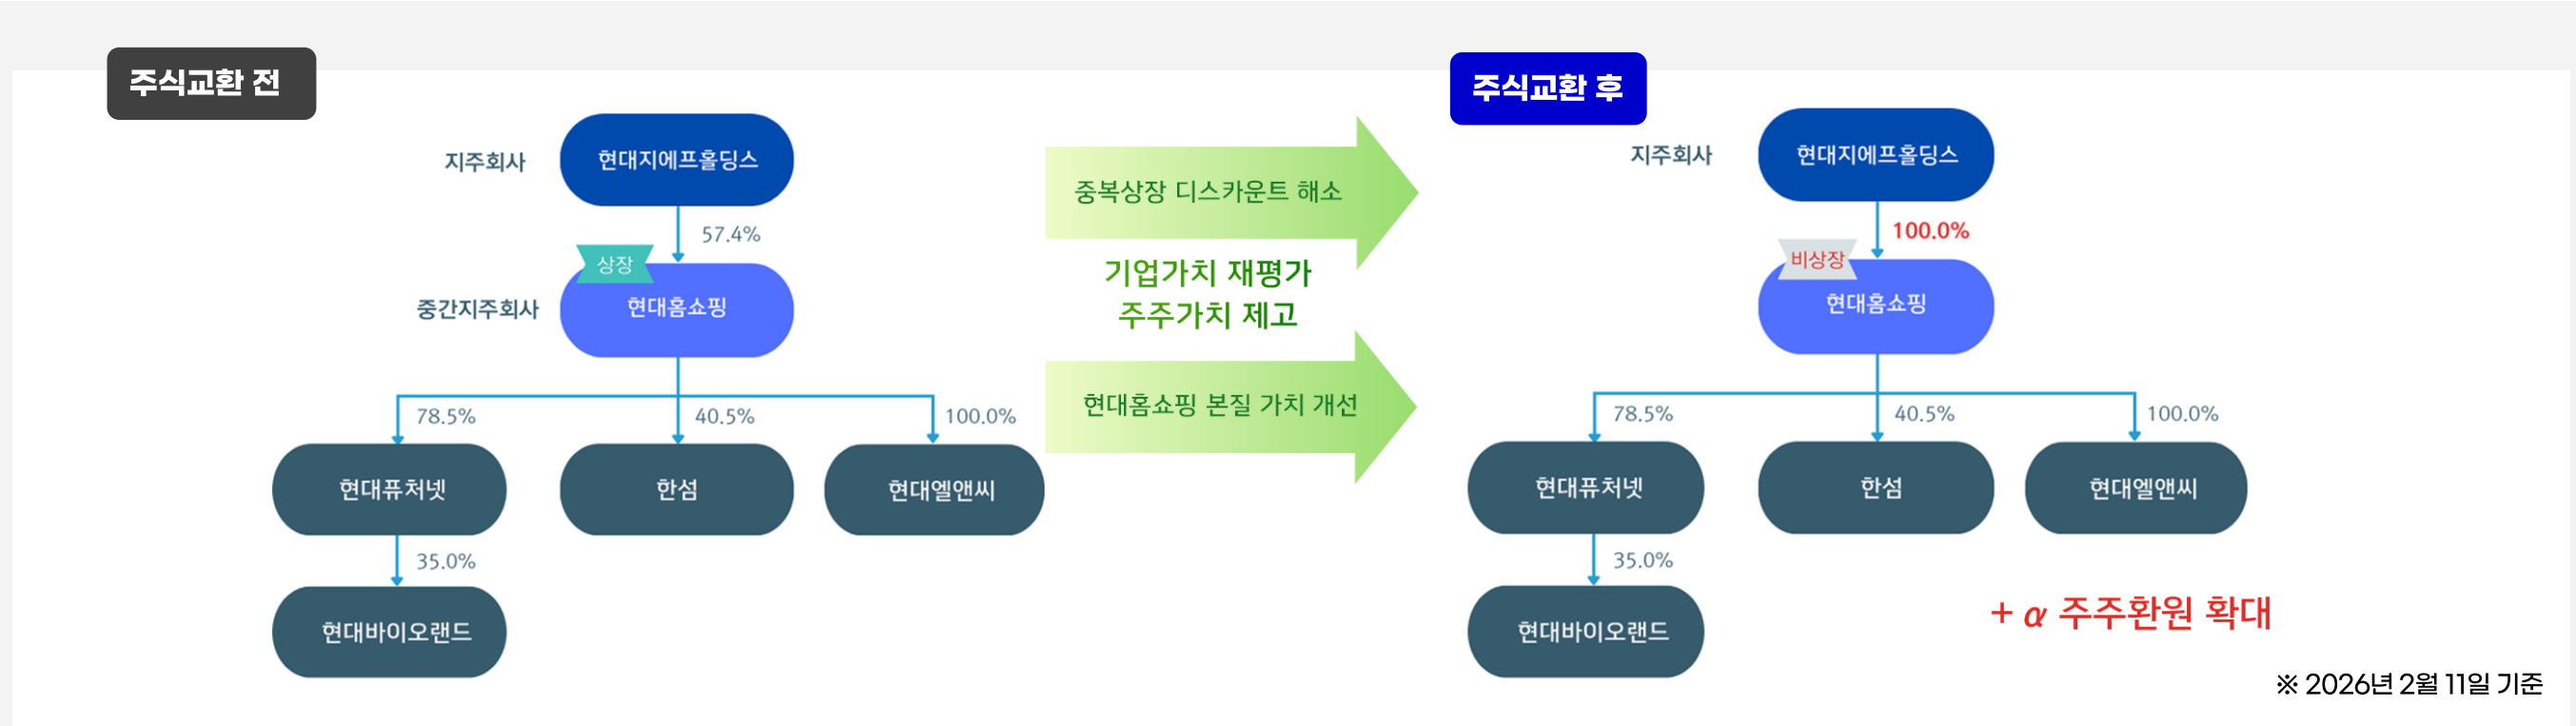 주식교환 전
지주회사
현대지에프홀딩스
57.4%
상장
중간지주회사
현대홈쇼핑
78.5%
40.5%
100.0%
현대퓨처넷
한섬
현대엘앤씨
35.0%
현대바이오랜드
중복상장 디스카운트 해소
기업가치 재평가
주주가치 제고
현대홈쇼핑 본질 가치 개선
주식교환 후
지주회사
현대지에프홀딩스
100.0%
비상장
현대홈쇼핑
78.5%
40.5%
100.0%
현대퓨처넷
한섬
현대엘앤씨
35.0%
현대바이오랜드
+ α 주주환원 확대
※ 2026년 2월 11일 기준